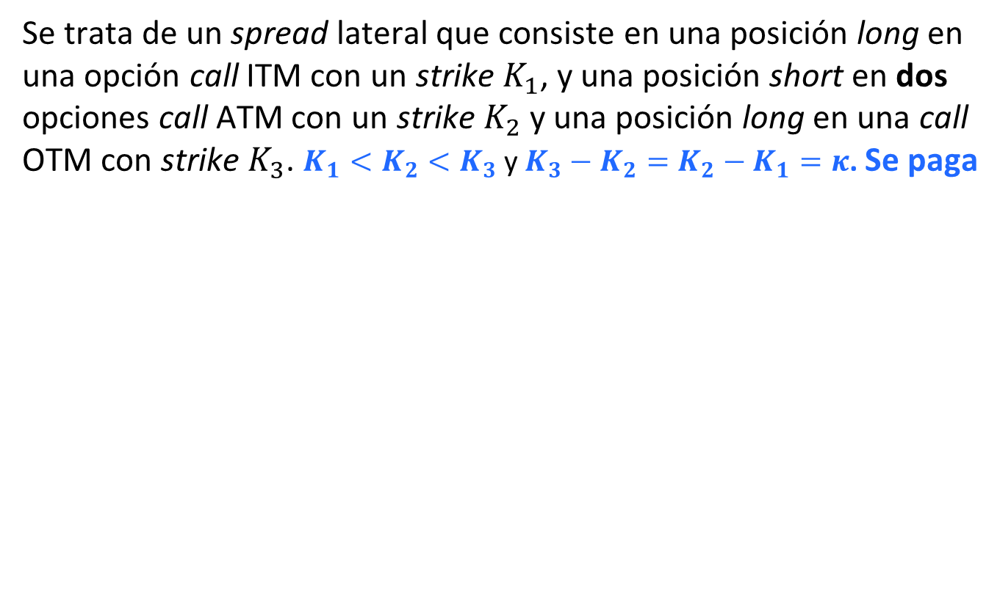 Se trata de un spread lateral que consiste en una posición long en
una opción call ITM con un strike K₁, y una posición short en dos
opciones call ATM con un strike K₂ y una posición long en una call
OTM con strike K₃. K₁ < K₂ < K₃ y K₃ − K₂ = K₂ − K₁ = κ. Se paga